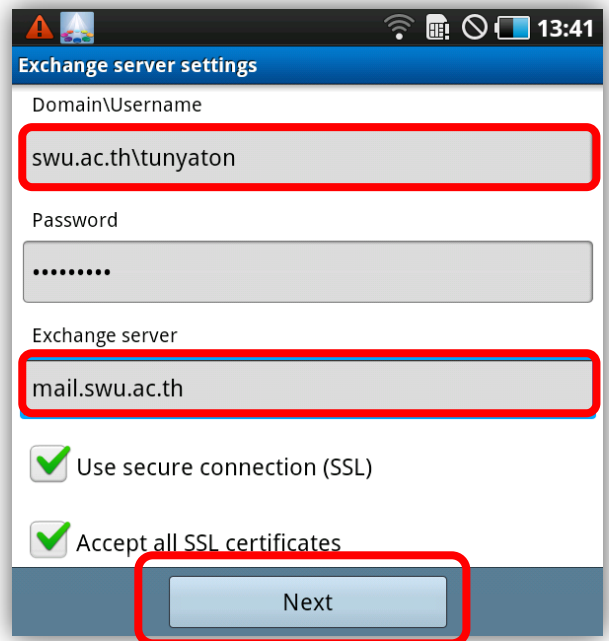 13:41
Exchange server settings
Domain\Username
swu.ac.th\tunyaton
Password
•••••••••
Exchange server
mail.swu.ac.th
Use secure connection (SSL)
Accept all SSL certificates
Next